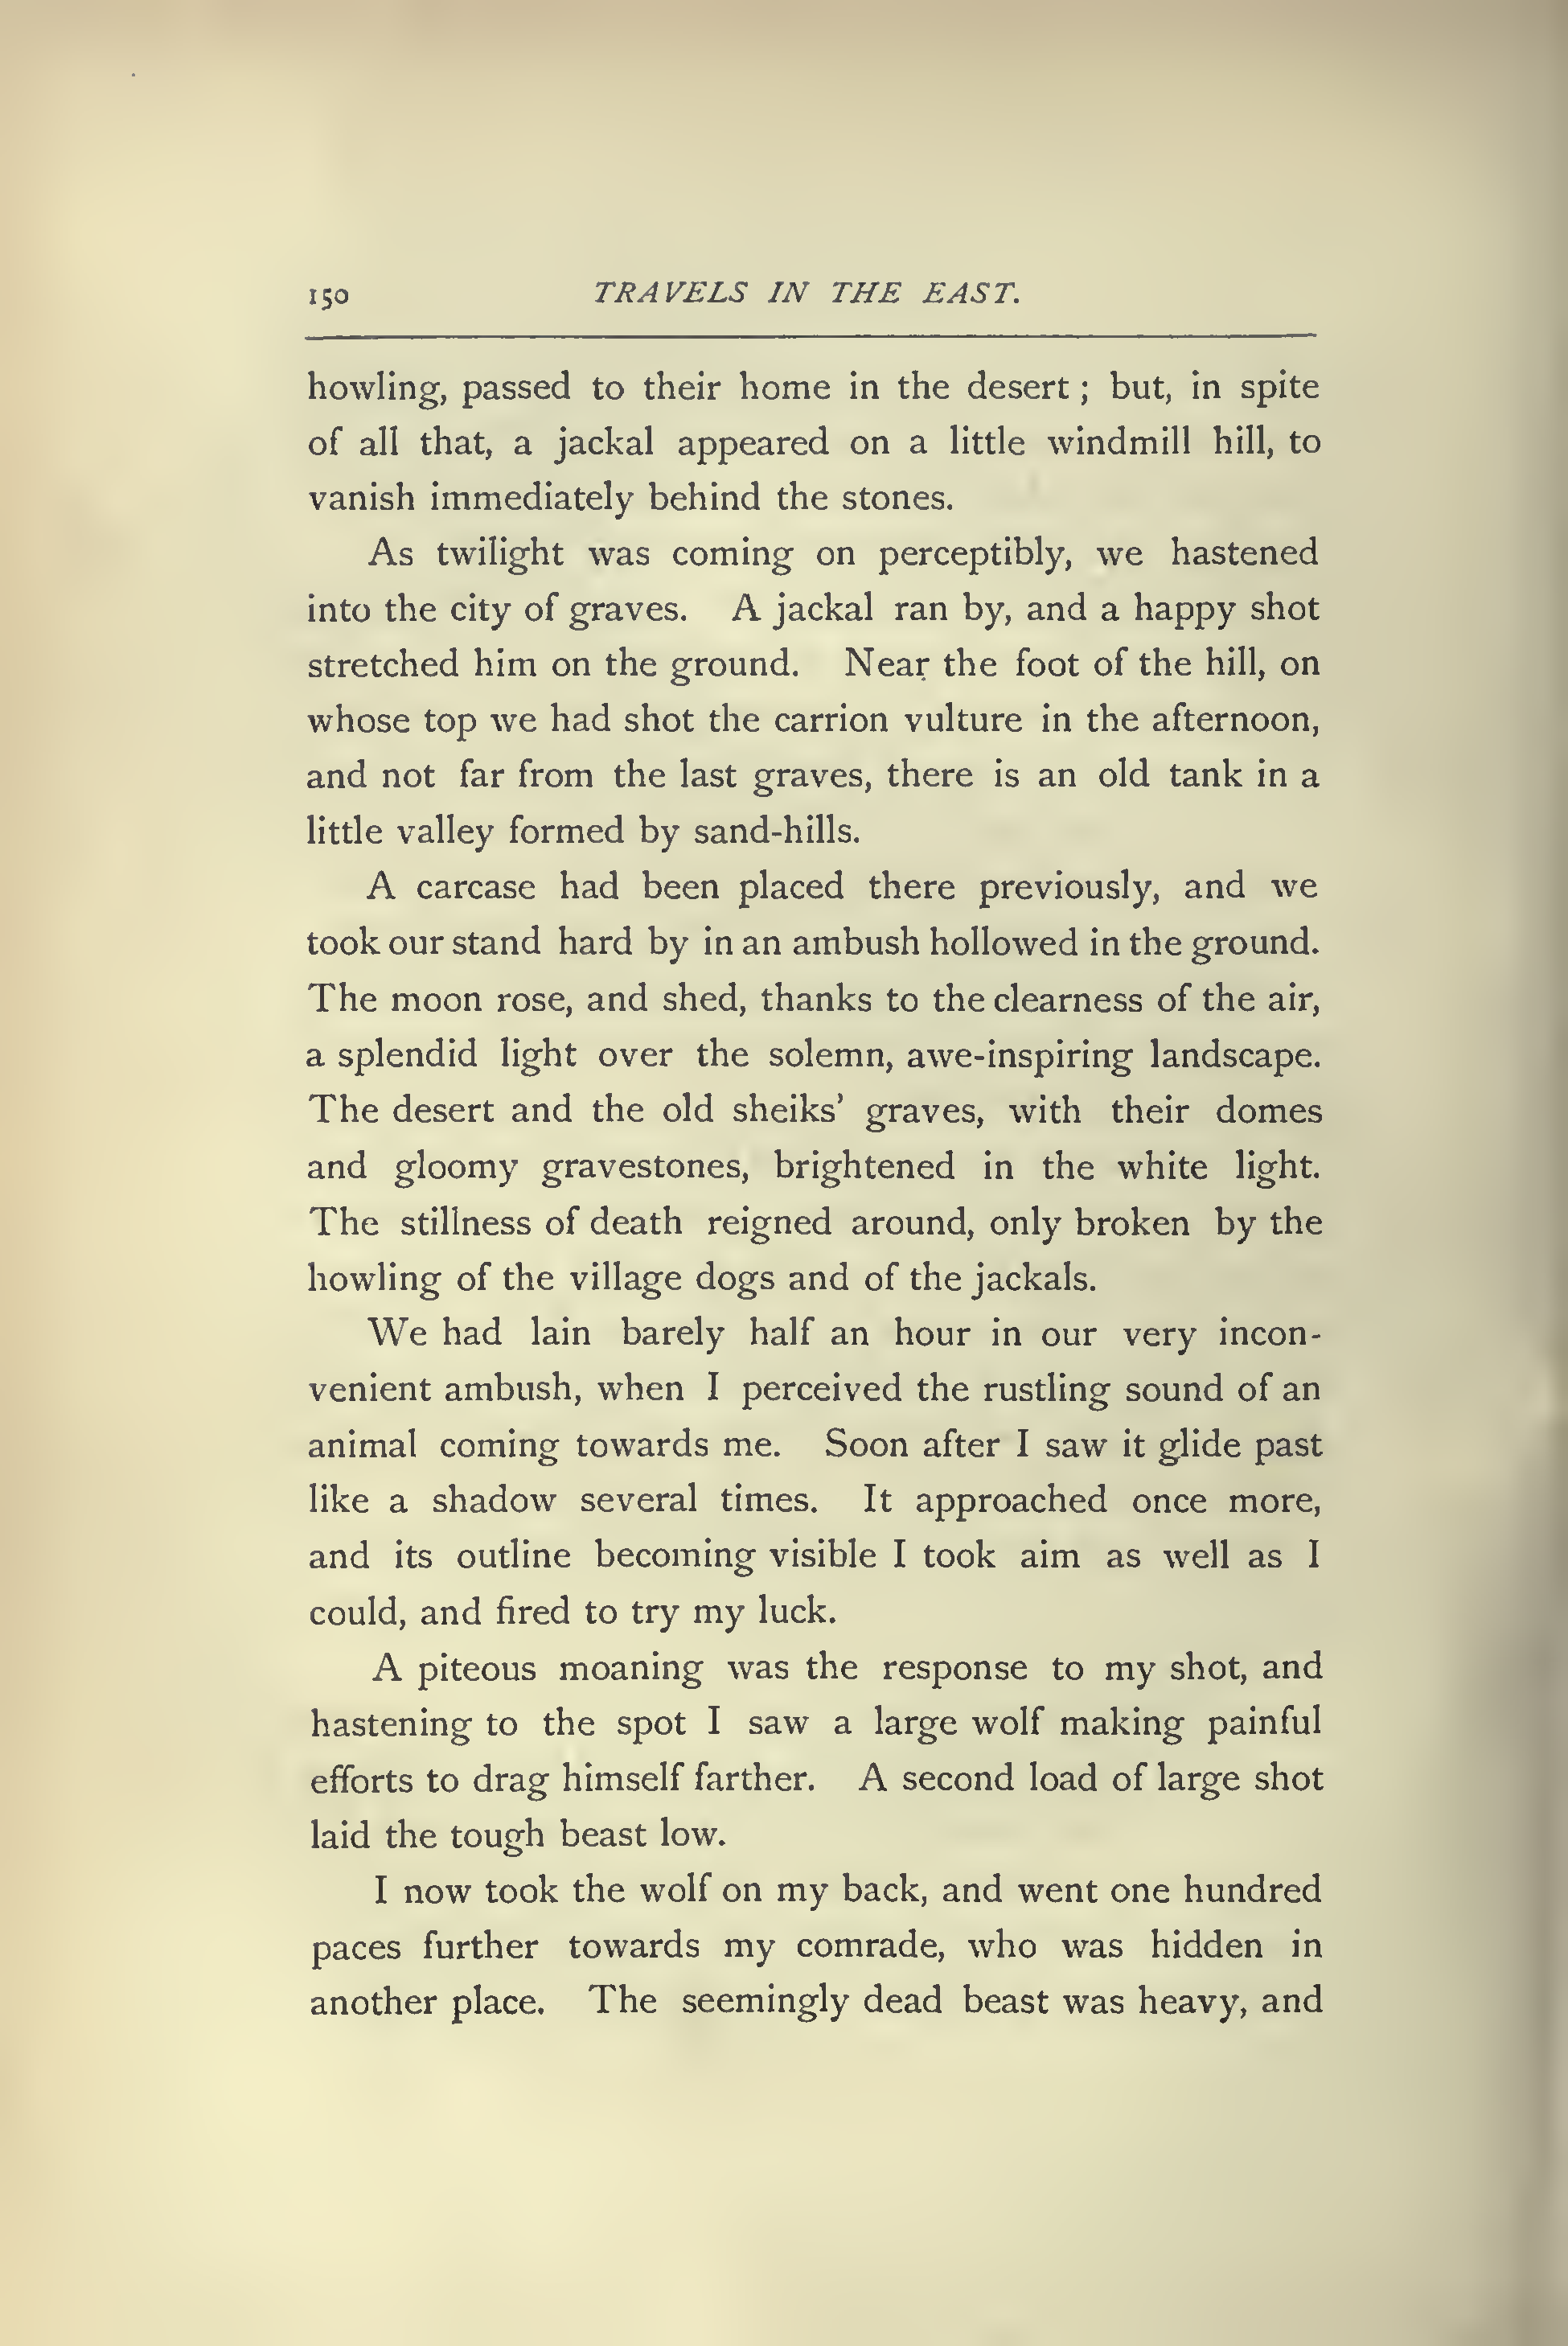 150 TRAVELS IN THE EAST.
howling, passed to their home in the desert ; but, in spite
of all that, a jackal appeared on a little windmill hill, to
vanish immediately behind the stones.
As twilight was coming on perceptibly, we hastened
into the city of graves. A jackal ran by, and a happy shot
stretched him on the ground. Near the foot of the hill, on
whose top we had shot the carrion vulture in the afternoon,
and not far from the last graves, there is an old tank in a
little valley formed by sand-hills.
A carcase had been placed there previously, and we
took our stand hard by in an ambush hollowed in the ground.
The moon rose, and shed, thanks to the clearness of the air,
a splendid light over the solemn, awe-inspiring landscape.
The desert and the old sheiks' graves, with their domes
and gloomy gravestones, brightened in the white light.
The stillness of death reigned around, only broken by the
howling of the village dogs and of the jackals.
We had lain barely half an hour in our very incon-
venient ambush, when I perceived the rustling sound of an
animal coming towards me. Soon after I saw it glide past
like a shadow several times. It approached once more,
and its outline becoming visible I took aim as well as I
could, and fired to try my luck.
A piteous moaning was the response to my shot, and
hastening to the spot I saw a large wolf making painful
efforts to drag himself farther. A second load of large shot
laid the tough beast low.
I now took the wolf on my back, and went one hundred
paces further towards my comrade, who was hidden in
another place. The seemingly dead beast was heavy, and